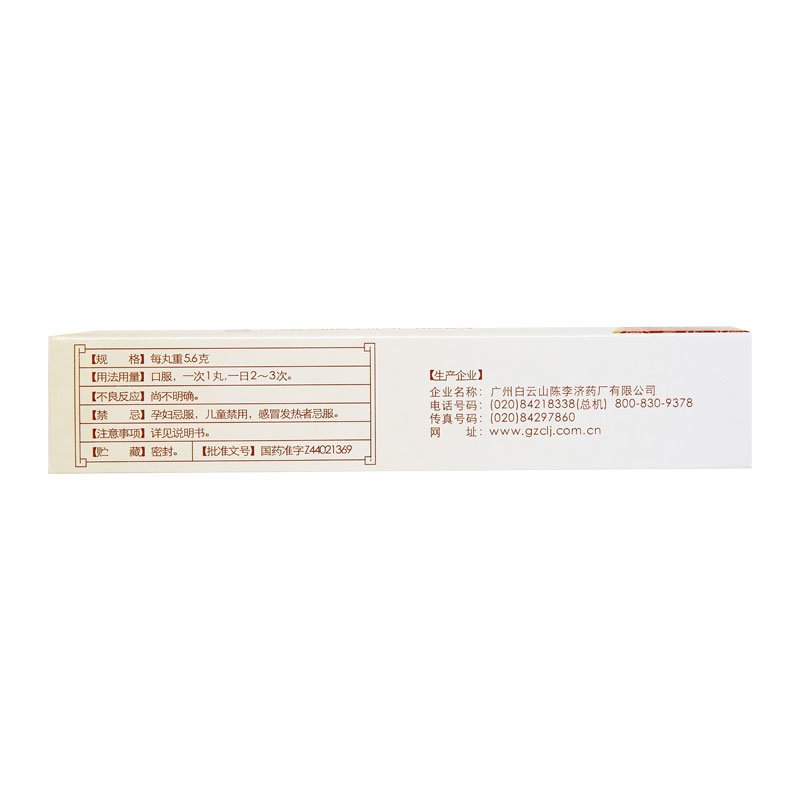 【规 格】每丸重5.6克
【用法用量】口服，一次1丸，一日2～3次。
【不良反应】尚不明确。
【禁 忌】孕妇忌服，儿童禁用，感冒发热者忌服。
【注意事项】详见说明书。
【贮 藏】密封。 【批准文号】国药准字Z44021369
【生产企业】
企业名称：广州白云山陈李济药厂有限公司
电话号码：(020)84218338(总机) 800-830-9378
传真号码：(020)84297860
网 址：www.gzclj.com.cn